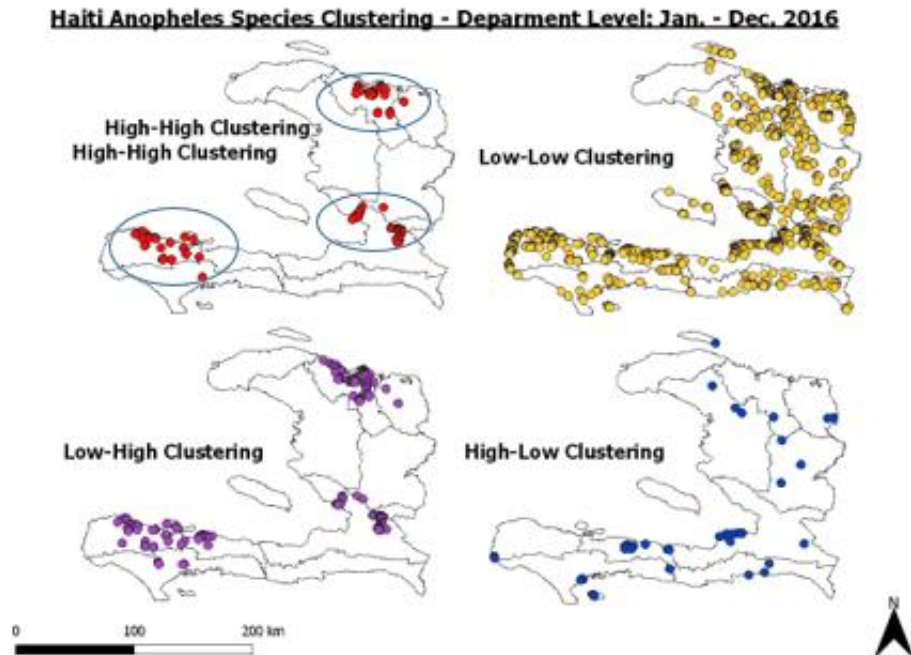 Haiti Anopheles Species Clustering - Deparment Level: Jan. - Dec. 2016
High-High Clustering
High-High Clustering
Low-Low Clustering
Low-High Clustering
High-Low Clustering
N
0 100 200 km